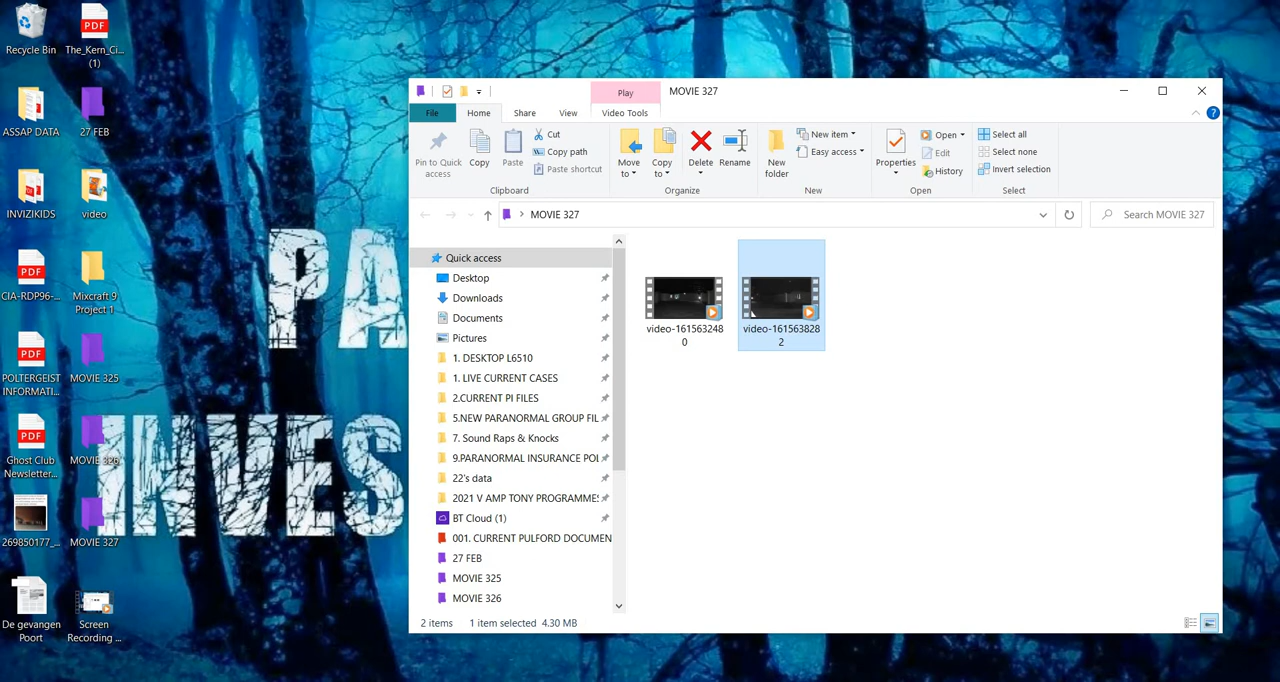 Recycle Bin
PDF
The_Kern_Ci...
(1)
ASSAP DATA
27 FEB
INVIZIKIDS
video
PDF
CIA-RDP96-...
Mixcraft 9
Project 1
PDF
POLTERGEIST
INFORMATI...
MOVIE 325
PDF
Ghost Club
Newsletter...
MOVIE 326
269850177_...
MOVIE 327
De gevangen
Poort
Screen
Recording ...
PA
INVES
Play
MOVIE 327
File
Home
Share
View
Video Tools
Pin to Quick
access
Copy
Paste
Cut
Copy path
Paste shortcut
Clipboard
Move
to
Copy
to
Delete
Rename
Organize
New
folder
New item
Easy access
New
Properties
Open
Edit
History
Open
Select all
Select none
Invert selection
Select
MOVIE 327
Search MOVIE 327
Quick access
Desktop
Downloads
Documents
Pictures
1. DESKTOP L6510
1. LIVE CURRENT CASES
2.CURRENT PI FILES
5.NEW PARANORMAL GROUP FIL
7. Sound Raps & Knocks
9.PARANORMAL INSURANCE POL
22's data
2021 V AMP TONY PROGRAMMES
BT Cloud (1)
001. CURRENT PULFORD DOCUMEN
27 FEB
MOVIE 325
MOVIE 326
video-161563248
0
video-161563828
2
2 items
1 item selected 4.30 MB